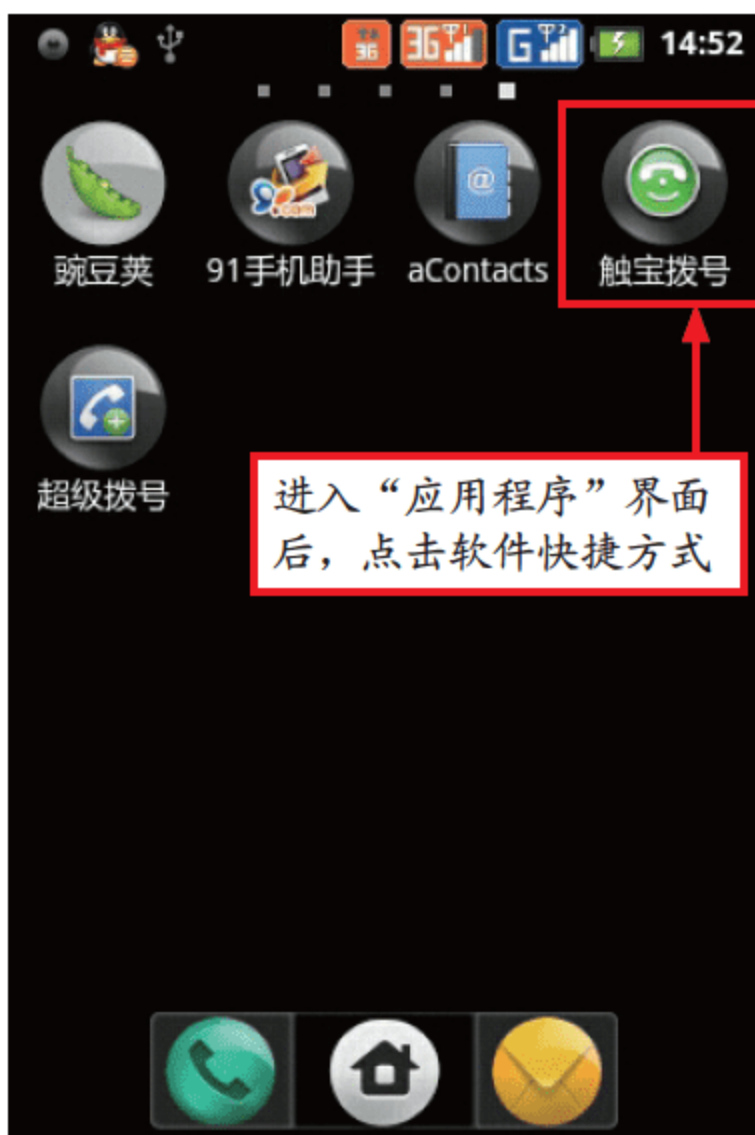 3G
3G 1
G 2
14:52
豌豆荚
91手机助手
aContacts
触宝拨号
超级拨号
进入“应用程序”界面
后，点击软件快捷方式